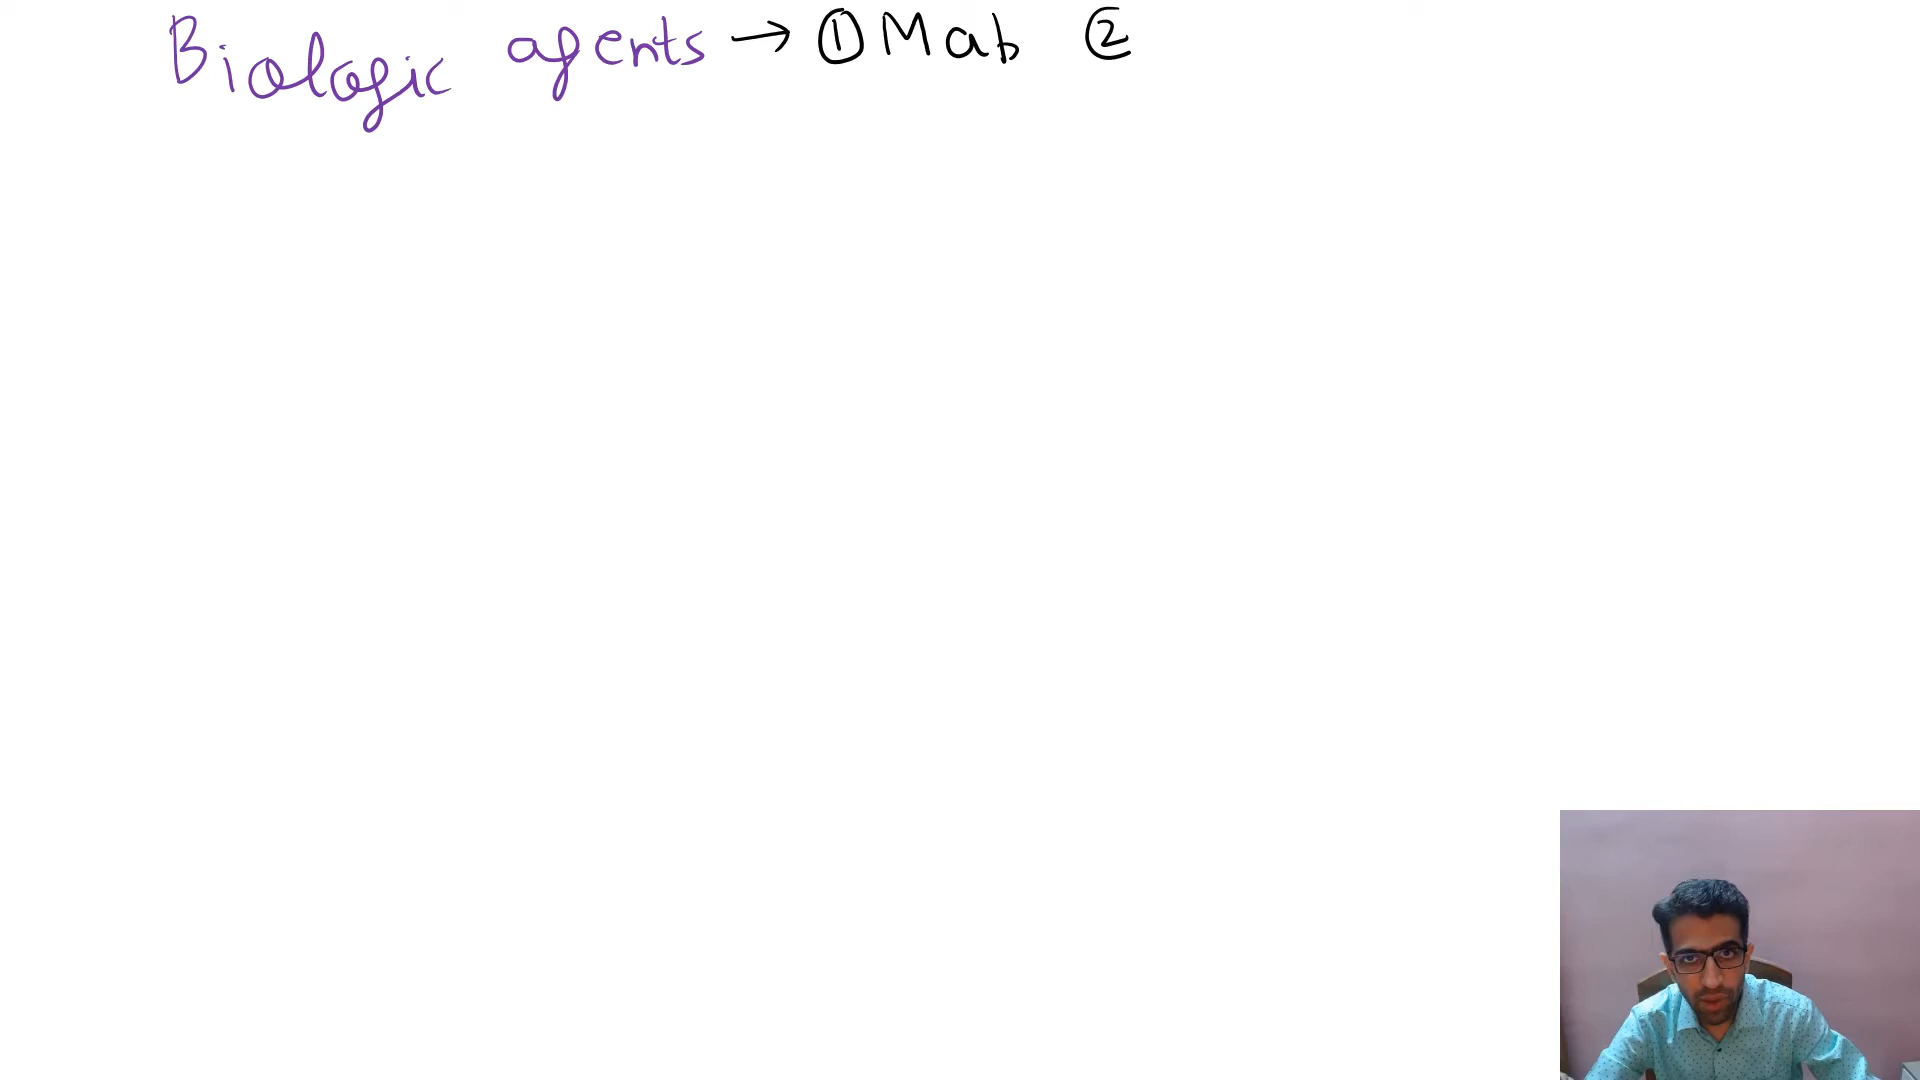 Biologic agents → ① Mab ②